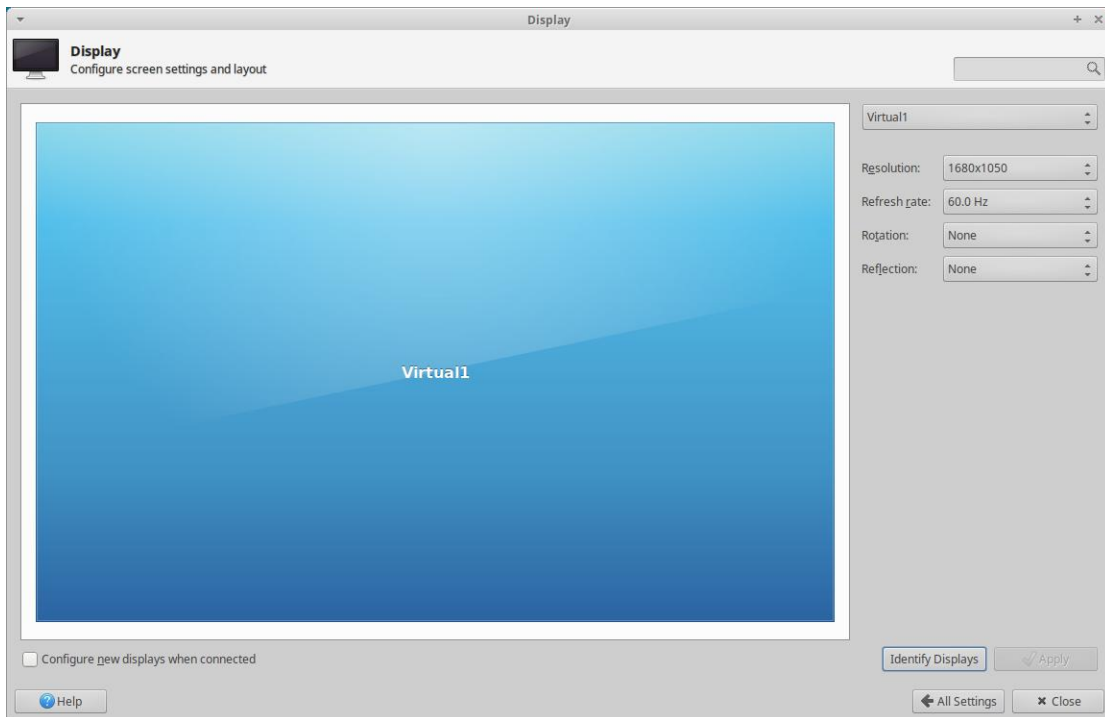 Display
Display
Configure screen settings and layout
Virtual1
Virtual1
Resolution: 1680x1050
Refresh rate: 60.0 Hz
Rotation: None
Reflection: None
Configure new displays when connected
Identify Displays
Apply
Help
All Settings
Close